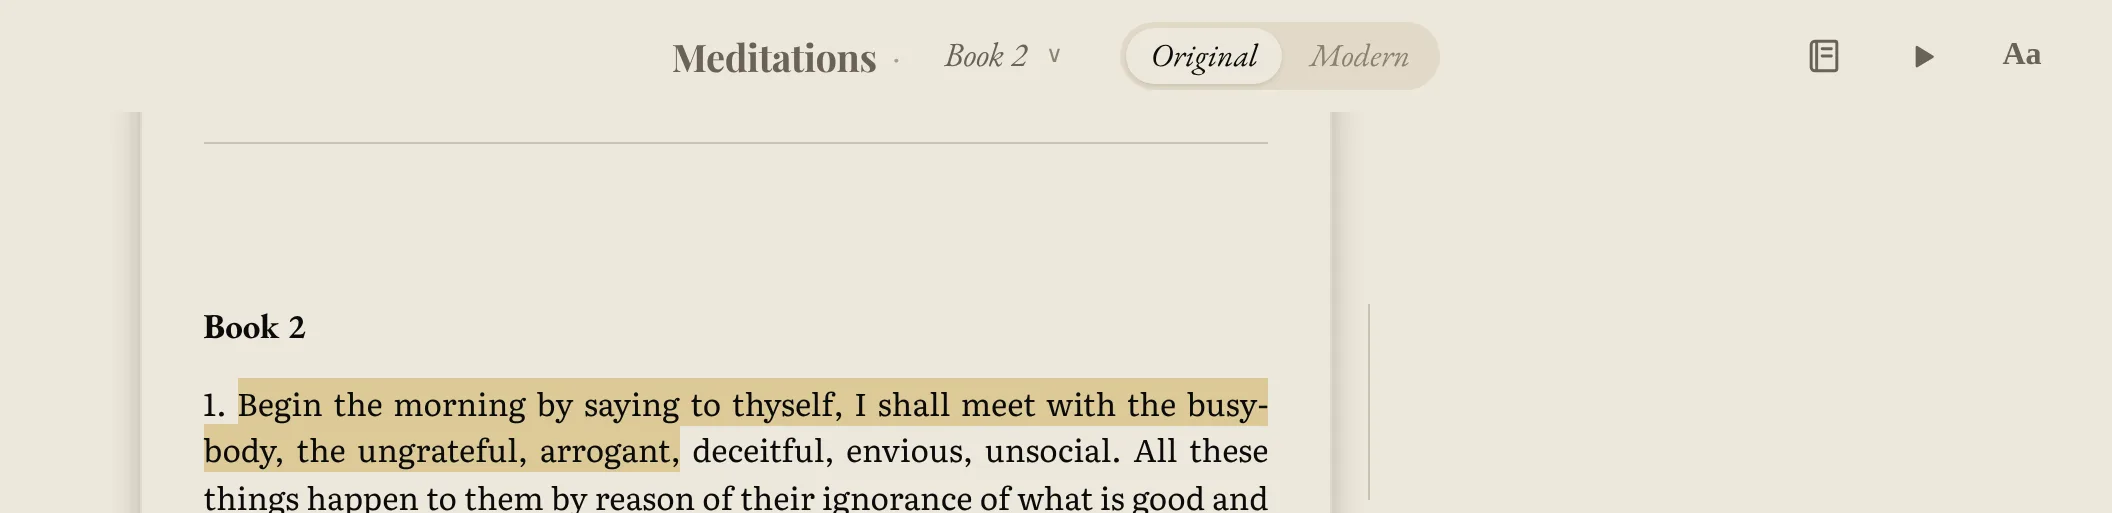 Meditations · Book 2 ∨ Original Modern Aa
Book 2
1. Begin the morning by saying to thyself, I shall meet with the busy-
body, the ungrateful, arrogant, deceitful, envious, unsocial. All these
things happen to them by reason of their ignorance of what is good and